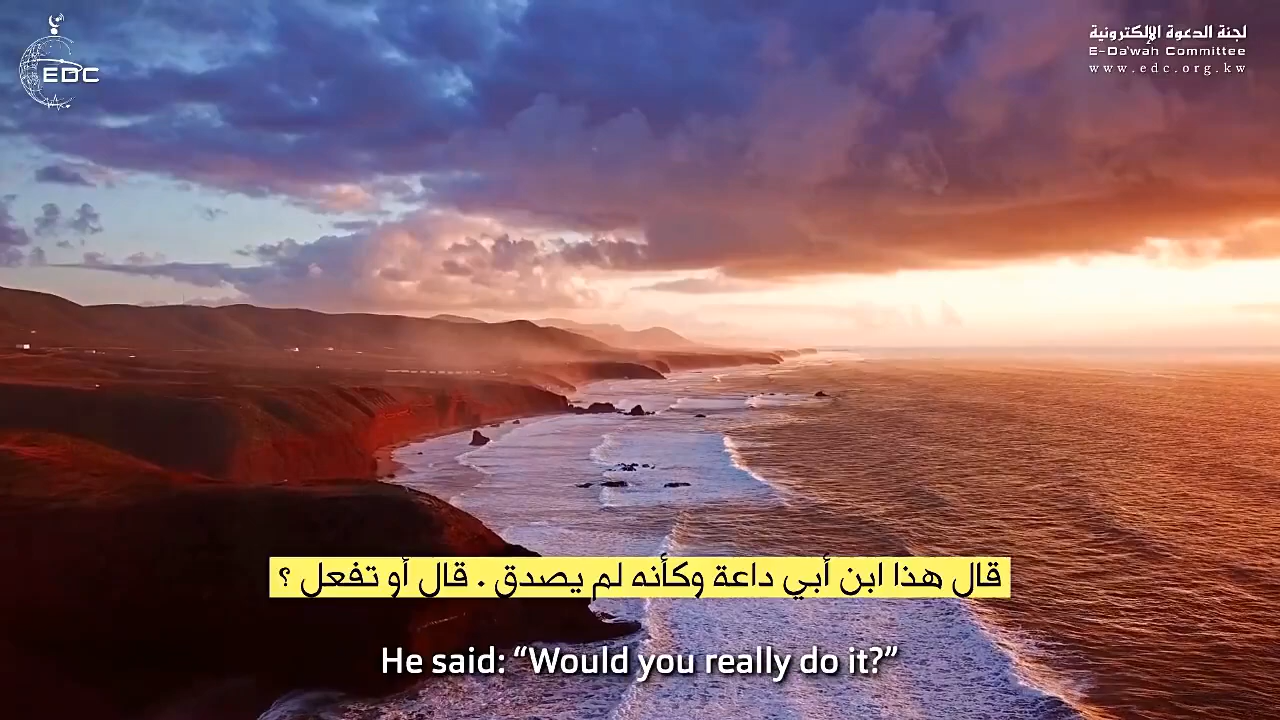 EDC
لجنة الدعوة الإلكترونية
E-Da'wah Committee
www.edc.org.kw
قال هذا ابن أبي داعة وكأنه لم يصدق . قال أو تفعل ؟
He said: “Would you really do it?”